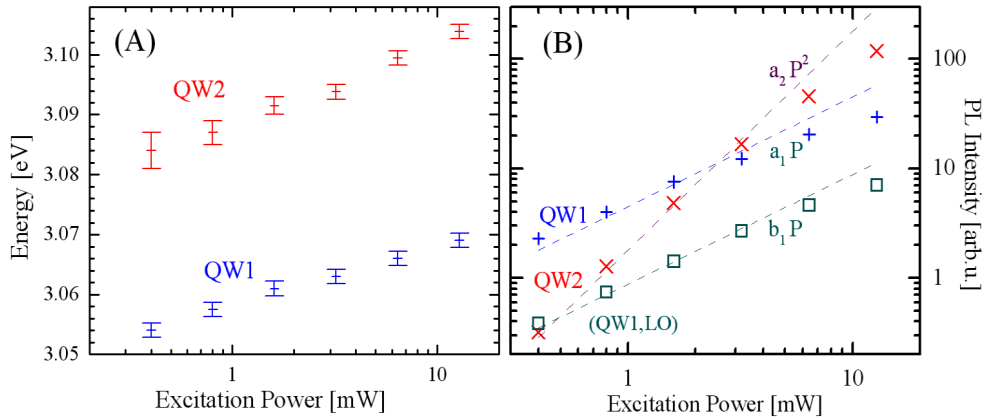 (A)
QW2
QW1
3.10
3.09
3.08
3.07
3.06
3.05
Energy [eV]
1
10
Excitation Power [mW]
(B)
a₂ P²
a₁ P
b₁ P
QW1
QW2
(QW1,LO)
100
10
1
PL Intensity [arb.u.]
1
10
Excitation Power [mW]